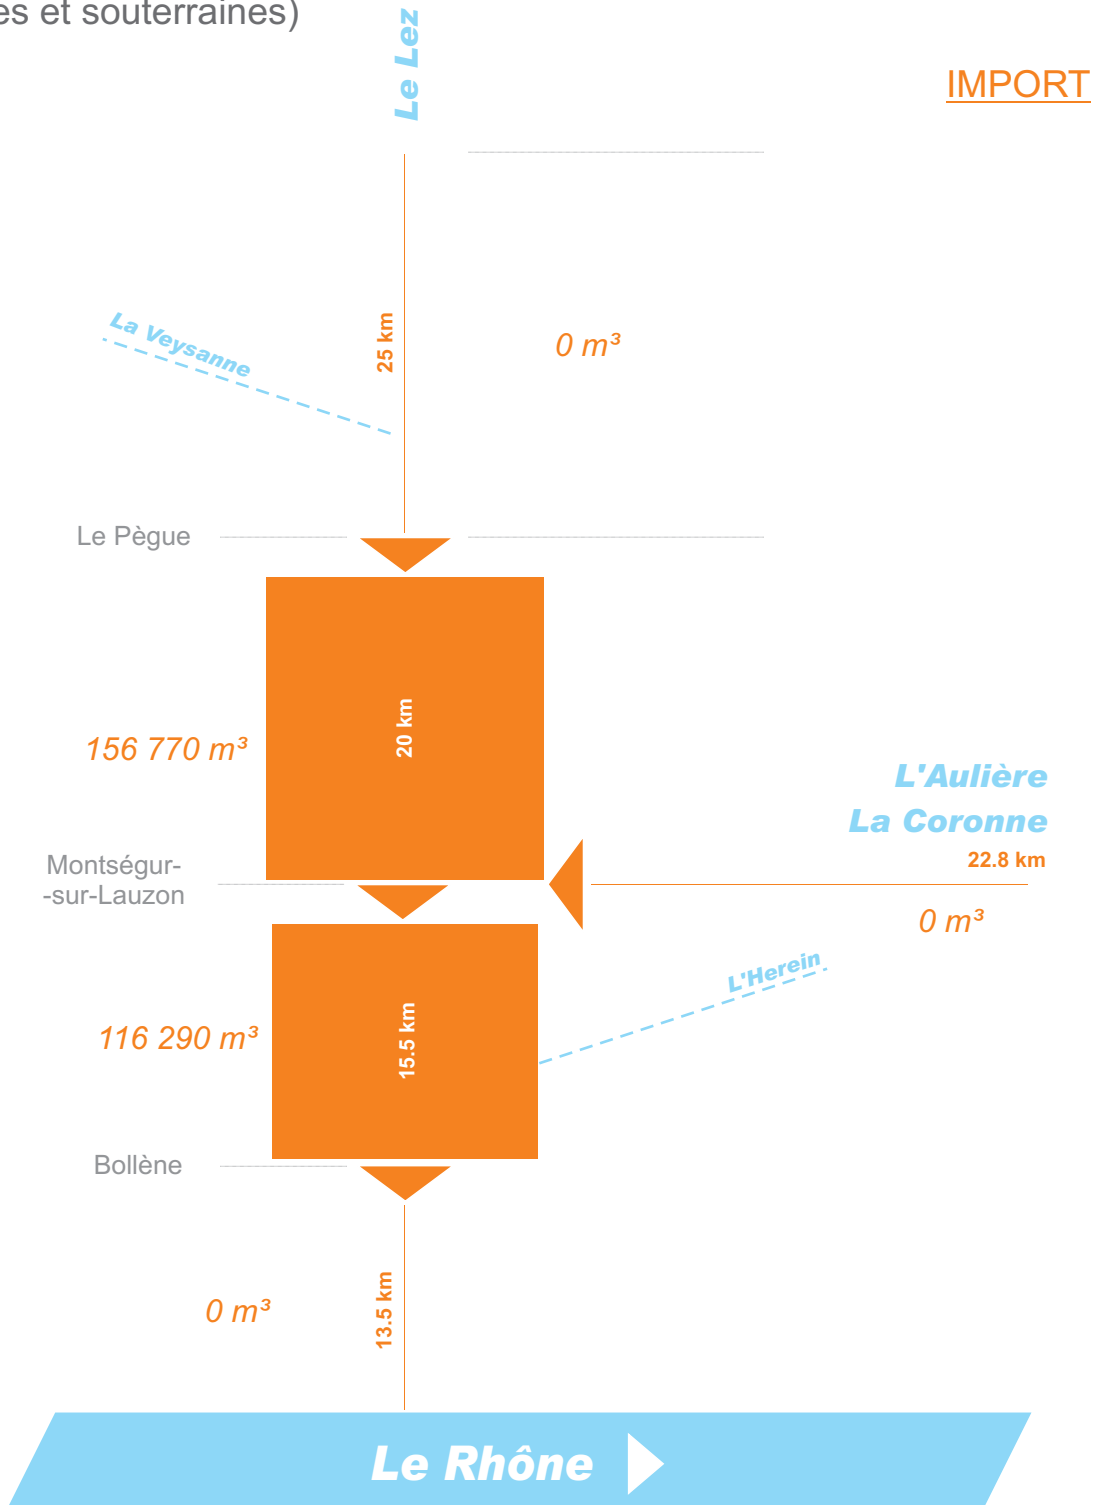 es et souterraines)
Le Lez
IMPORT
La Veysanne
25 km
0 m³
Le Pègue
20 km
156 770 m³
L'Aulière
La Coronne
22.8 km
Montségur-
-sur-Lauzon
0 m³
L'Herein
15.5 km
116 290 m³
Bollène
13.5 km
0 m³
Le Rhône